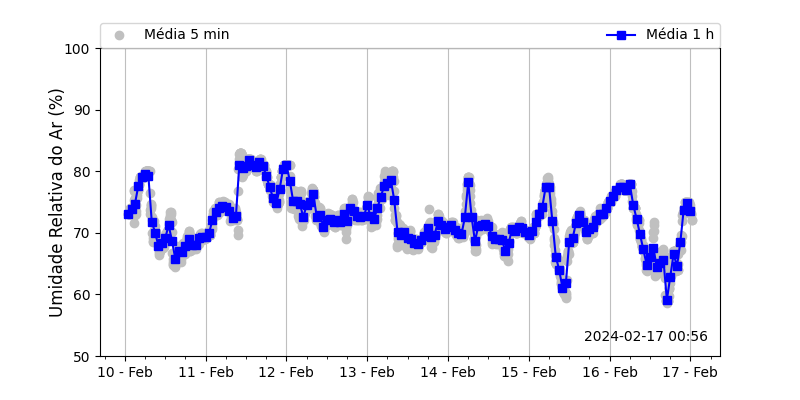 Média 5 min
Média 1 h
Umidade Relativa do Ar (%)
100
90
80
70
60
50
2024-02-17 00:56
10 - Feb
11 - Feb
12 - Feb
13 - Feb
14 - Feb
15 - Feb
16 - Feb
17 - Feb